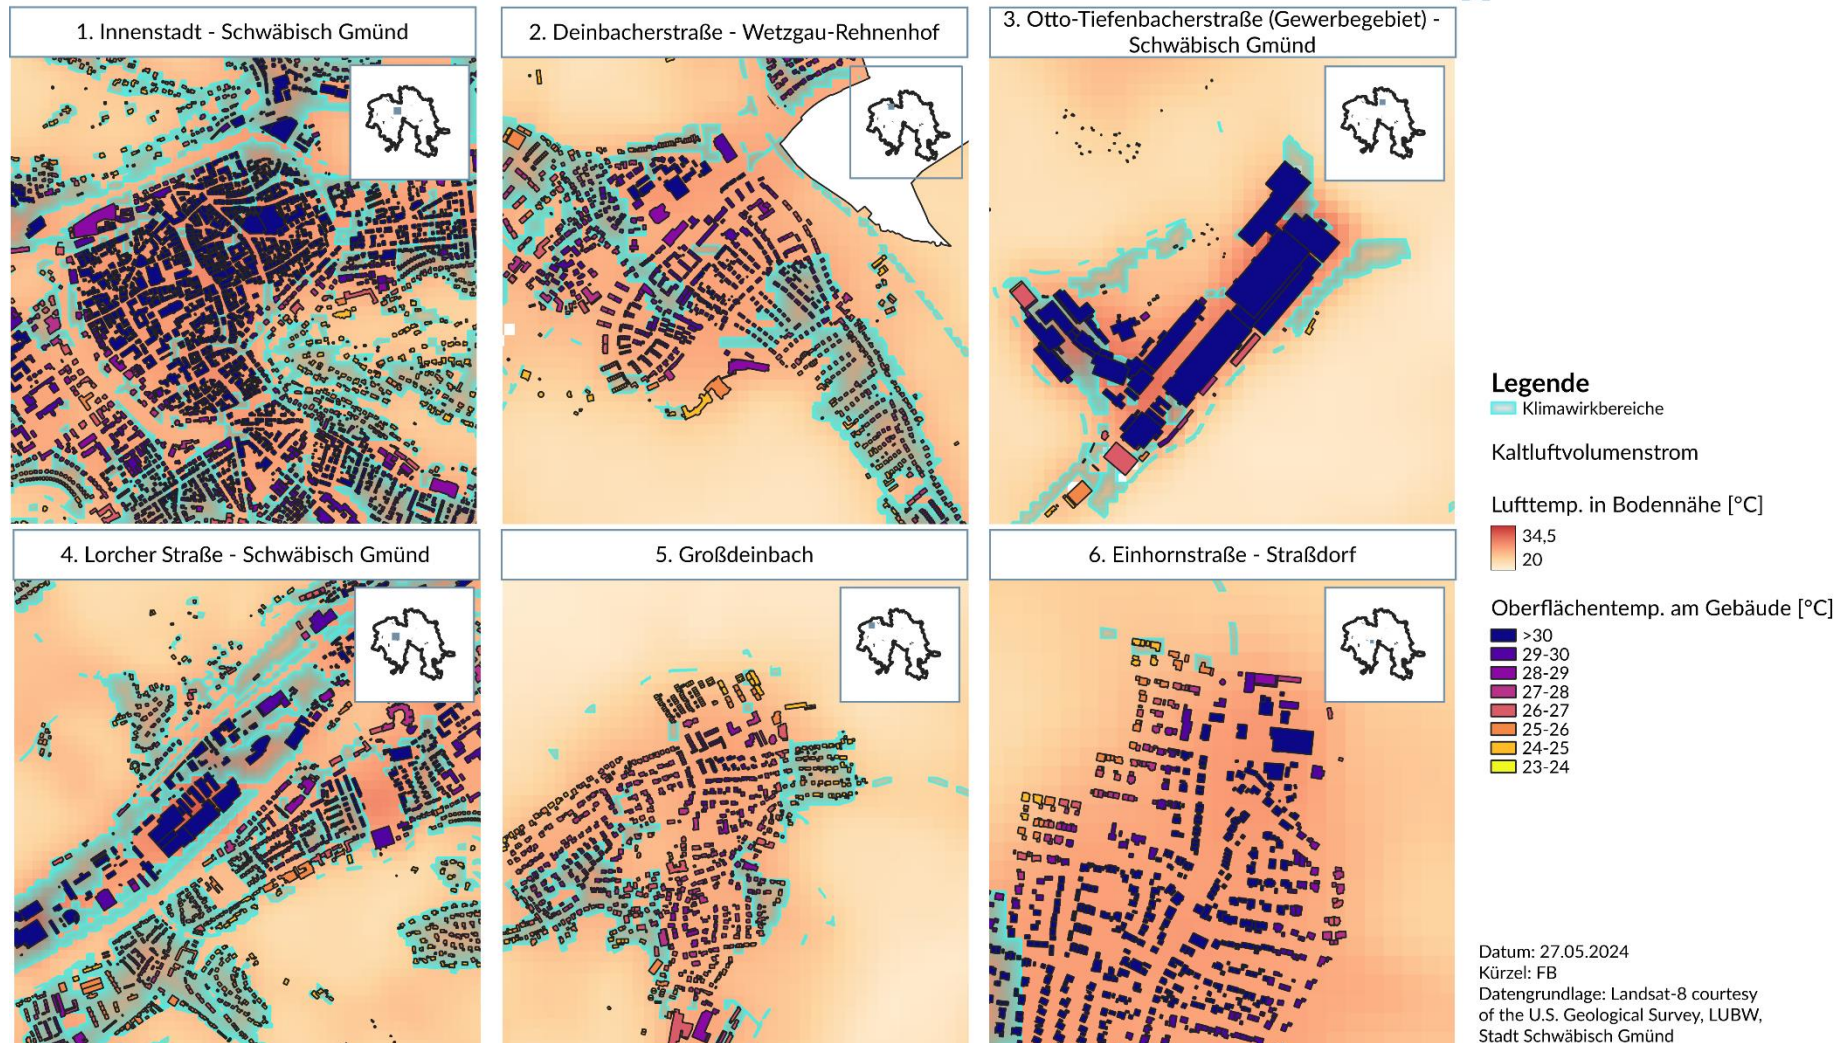 1. Innenstadt - Schwäbisch Gmünd
2. Deinbacherstraße - Wetzgau-Rehnenhof
3. Otto-Tiefenbacherstraße (Gewerbegebiet) -
Schwäbisch Gmünd
4. Lorcher Straße - Schwäbisch Gmünd
5. Großdeinbach
6. Einhornstraße - Straßdorf
Legende
Klimawirkbereiche
Kaltluftvolumenstrom
Lufttemp. in Bodennähe [°C]
34,5
20
Oberflächentemp. am Gebäude [°C]
>30
29-30
28-29
27-28
26-27
25-26
24-25
23-24
Datum: 27.05.2024
Kürzel: FB
Datengrundlage: Landsat-8 courtesy
of the U.S. Geological Survey, LUBW,
Stadt Schwäbisch Gmünd